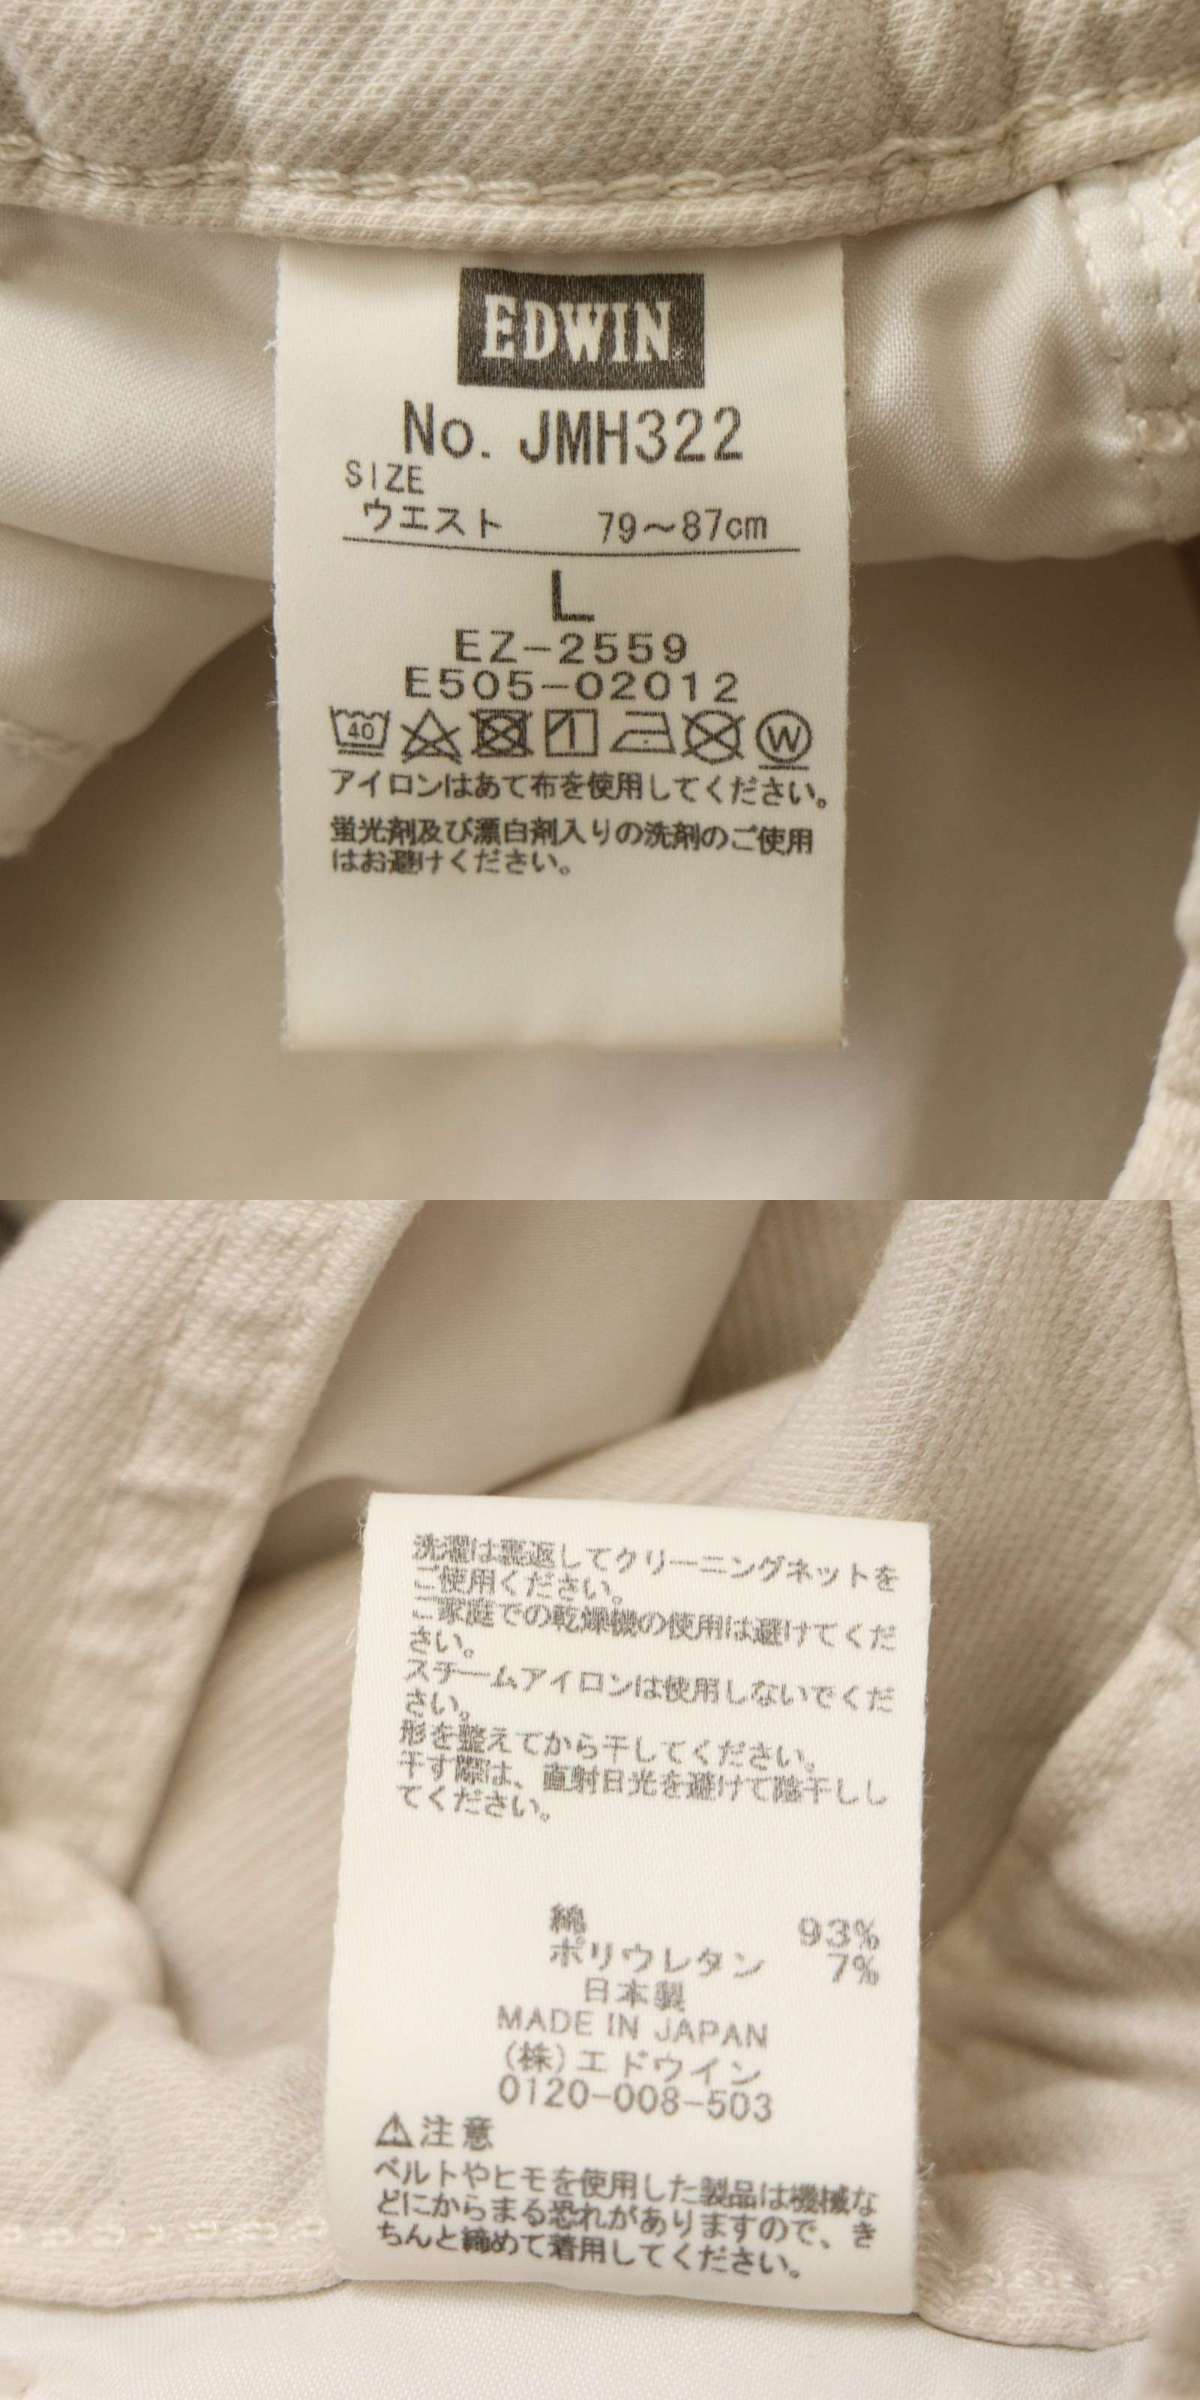 EDWIN
No. JMH322
SIZE
ウエスト 79～87cm
L
EZ-2559
E505-02012
40 W
アイロンはあて布を使用してください。
蛍光剤及び漂白剤入りの洗剤のご使用
はお避けください。
洗濯は裏返してクリーニングネットを
ご使用ください。
ご家庭での乾燥機の使用は避けてくだ
さい。
スチームアイロンは使用しないでくだ
さい。
形を整えてから干してください。
干す際は、直射日光を避けて陰干しし
てください。
綿 93%
ポリウレタン 7%
日本製
MADE IN JAPAN
(株)エドウイン
0120-008-503
⚠注意
ベルトやヒモを使用した製品は機械な
どにからまる恐れがありますので、き
ちんと締めて着用してください。